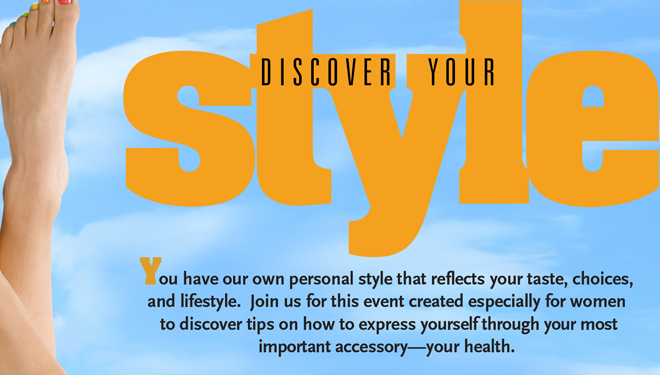 DISCOVER YOUR
style
You have our own personal style that reflects your taste, choices,
and lifestyle.  Join us for this event created especially for women
to discover tips on how to express yourself through your most
important accessory—your health.